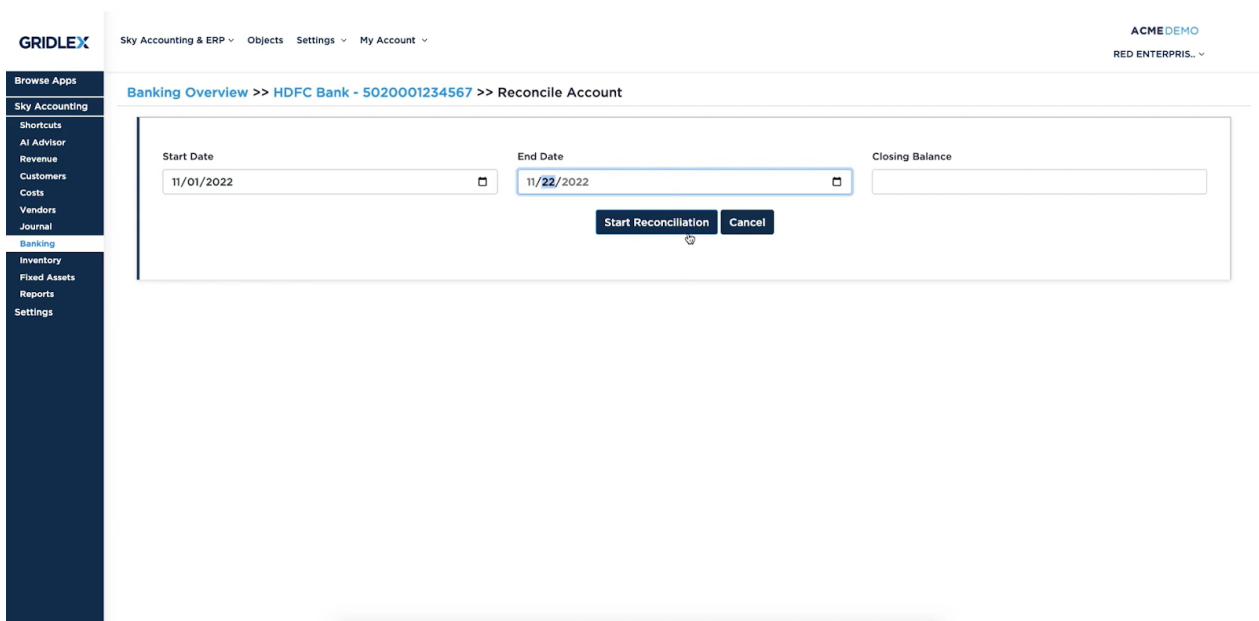 GRIDLEX
Sky Accounting & ERP Objects Settings My Account
ACMEDEMO
RED ENTERPRIS..
Browse Apps
Sky Accounting
Shortcuts
AI Advisor
Revenue
Customers
Costs
Vendors
Journal
Banking
Inventory
Fixed Assets
Reports
Settings
Banking Overview >> HDFC Bank - 5020001234567 >> Reconcile Account
Start Date End Date Closing Balance
11/01/2022 11/22/2022
Start Reconciliation Cancel